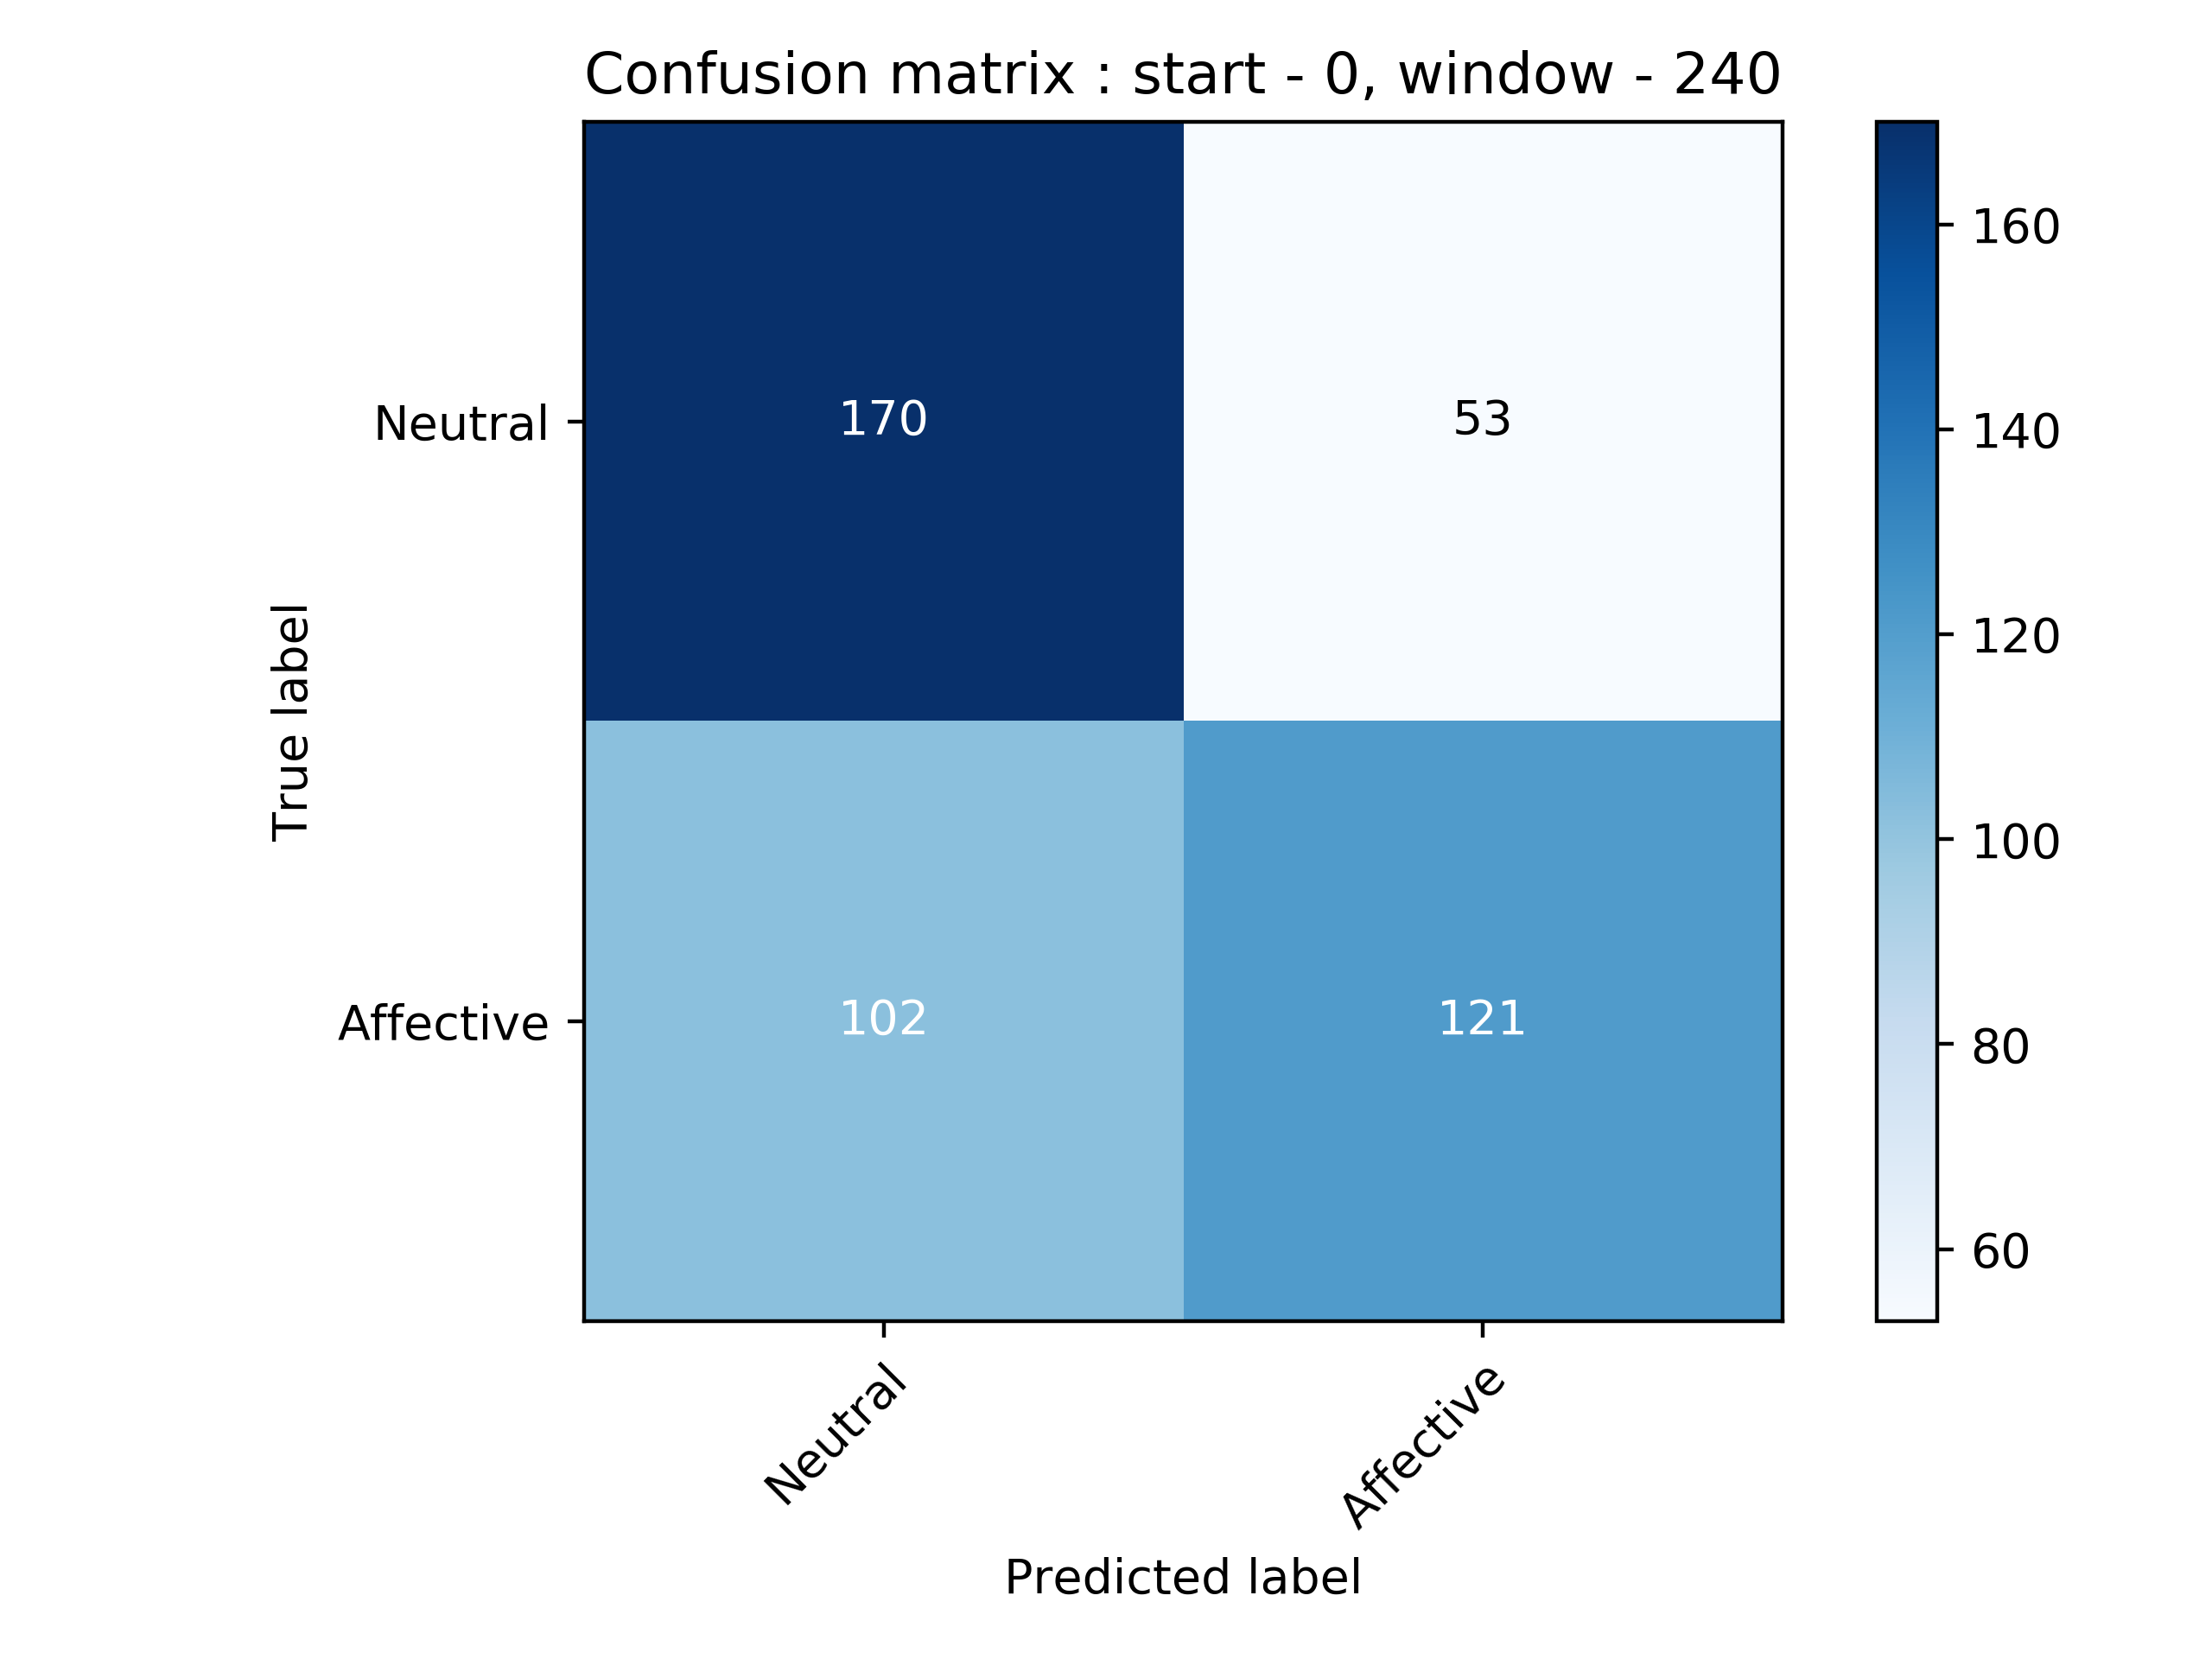 Confusion matrix : start - 0, window - 240
Neutral
170
53
Affective
102
121
True label
Neutral
Affective
Predicted label
160
140
120
100
80
60